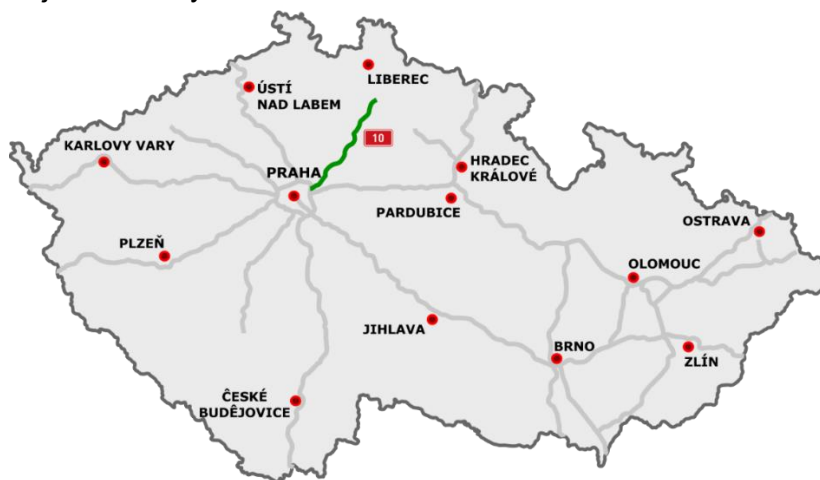 LIBEREC
ÚSTÍ
NAD LABEM
10
KARLOVY VARY
PRAHA
HRADEC
KRÁLOVÉ
PARDUBICE
OSTRAVA
PLZEŇ
OLOMOUC
JIHLAVA
BRNO
ZLÍN
ČESKÉ
BUDĚJOVICE